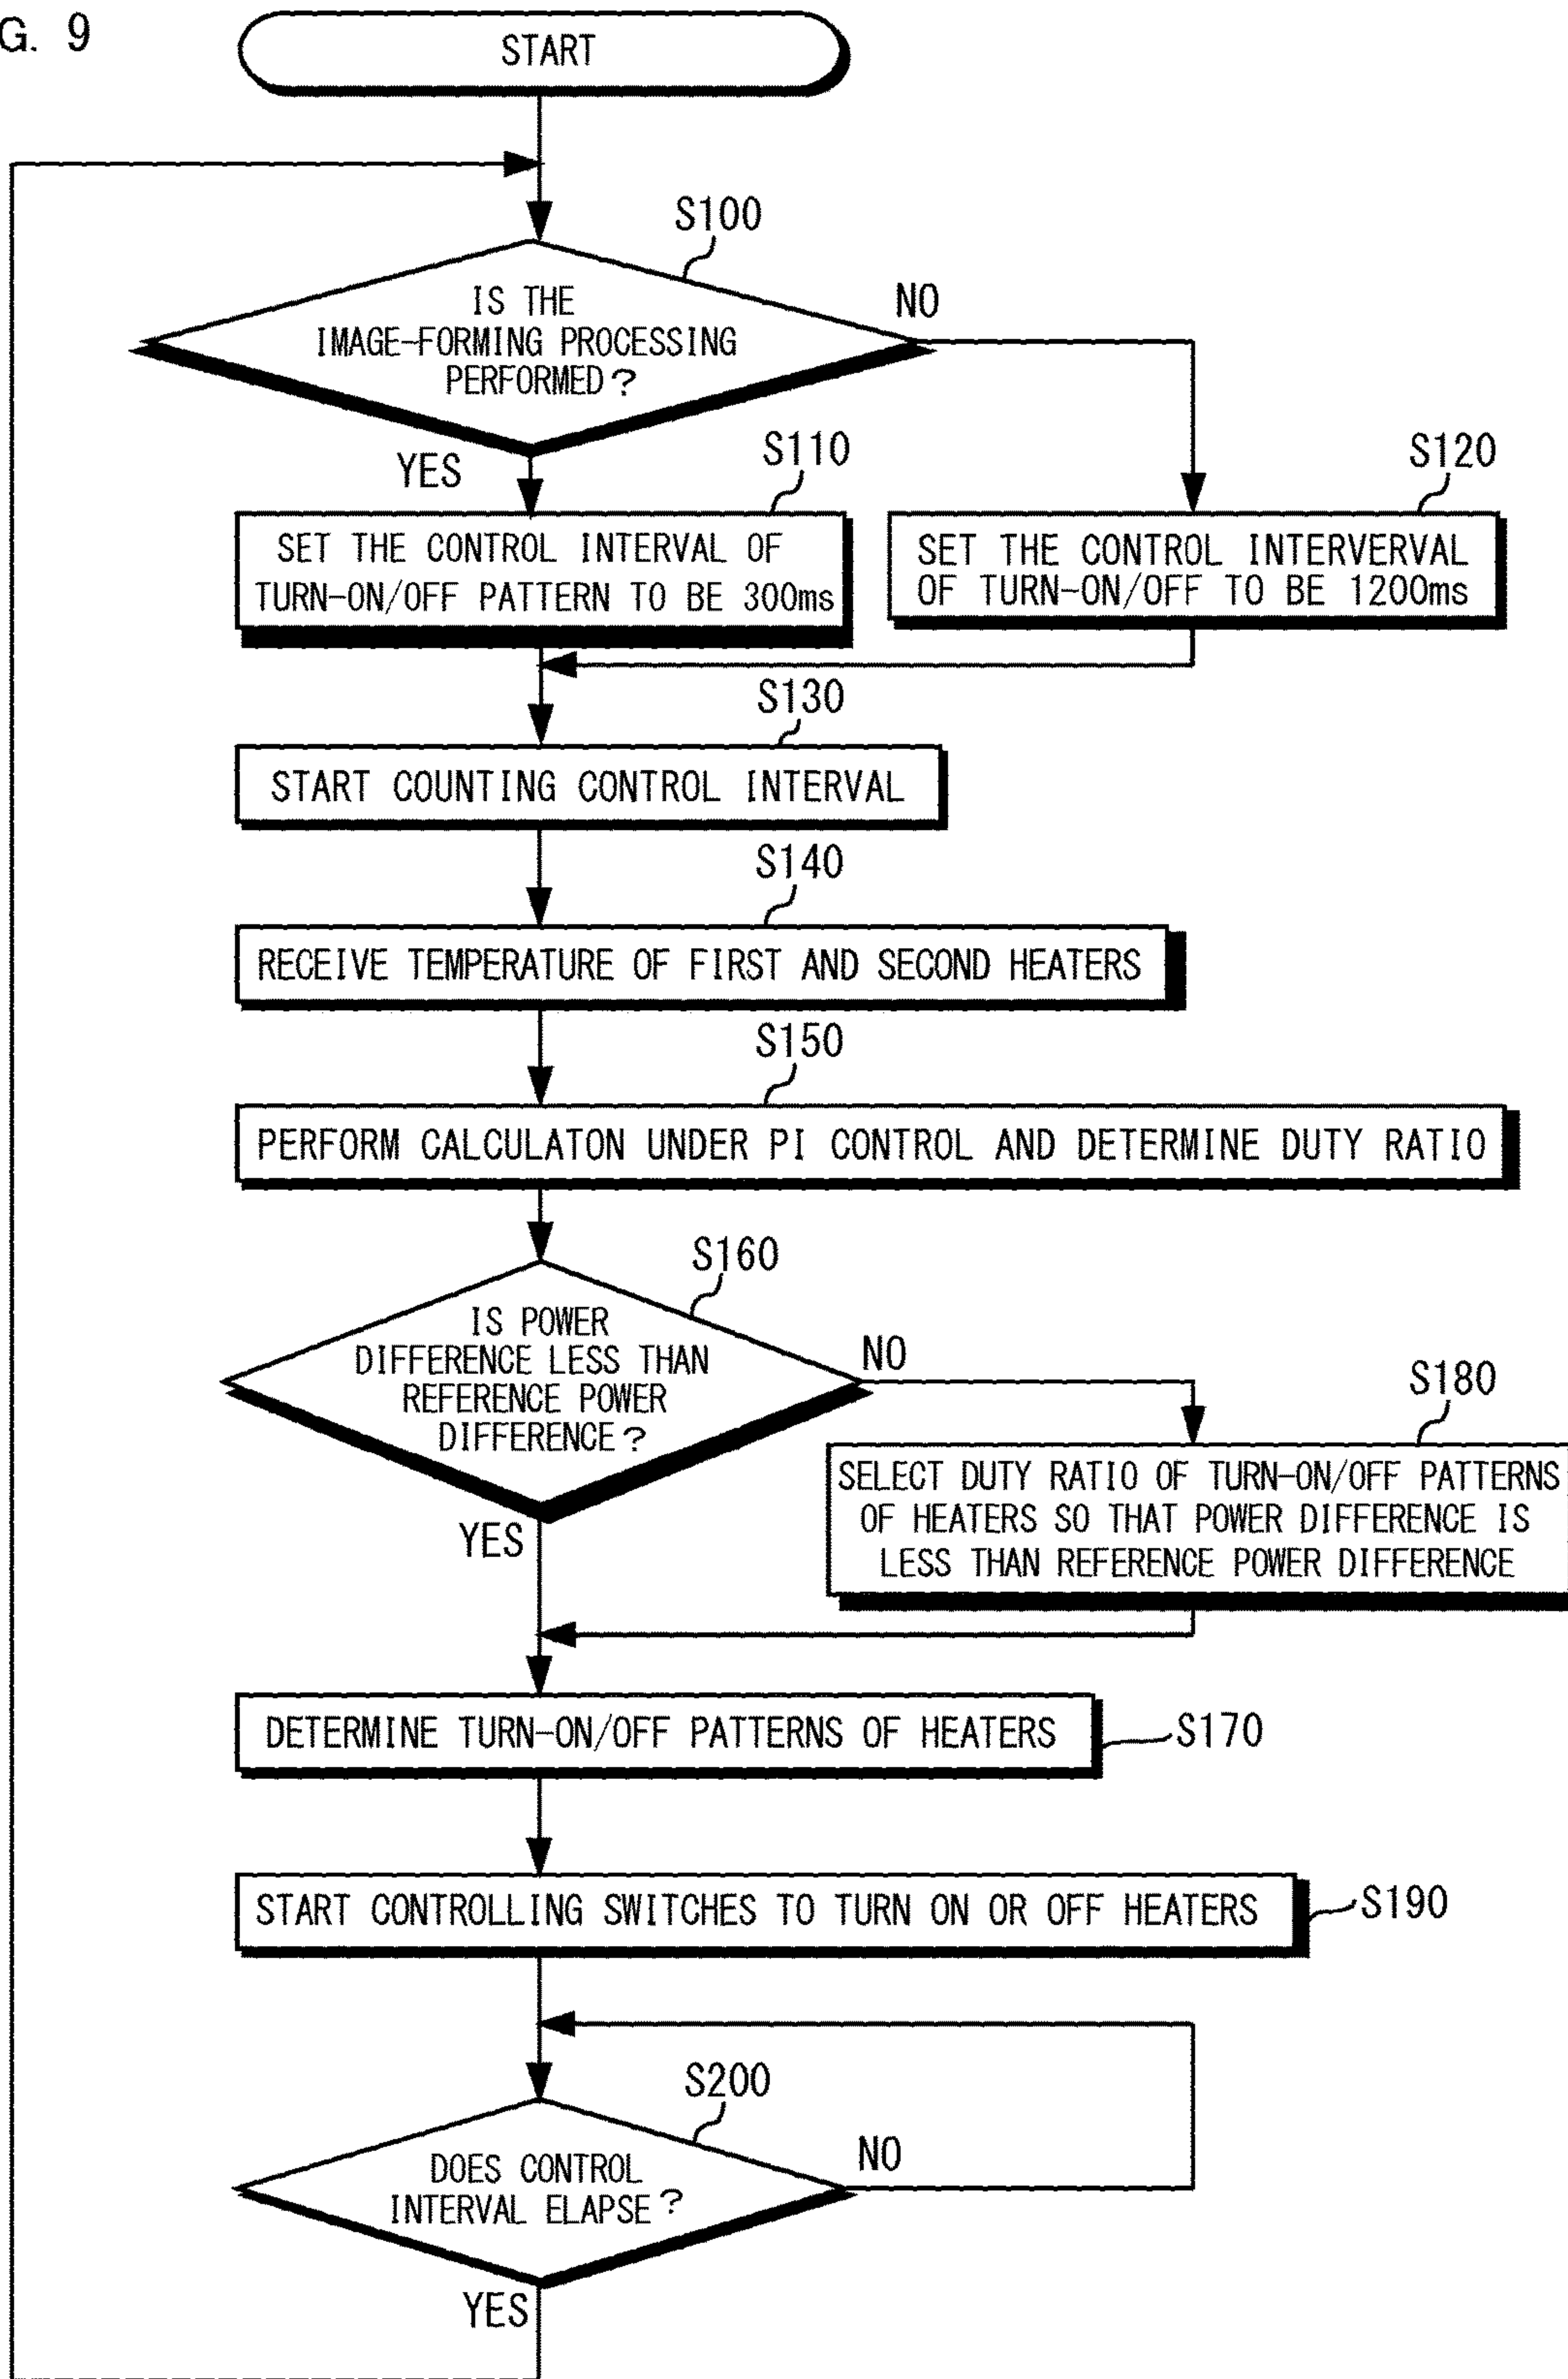 G. 9
START
S100
IS THE
IMAGE-FORMING PROCESSING
PERFORMED?
NO
YES
S110
SET THE CONTROL INTERVAL OF
TURN-ON/OFF PATTERN TO BE 300ms
S120
SET THE CONTROL INTERVERVAL
OF TURN-ON/OFF TO BE 1200ms
S130
START COUNTING CONTROL INTERVAL
S140
RECEIVE TEMPERATURE OF FIRST AND SECOND HEATERS
S150
PERFORM CALCULATON UNDER PI CONTROL AND DETERMINE DUTY RATIO
S160
IS POWER
DIFFERENCE LESS THAN
REFERENCE POWER
DIFFERENCE?
NO
YES
S180
SELECT DUTY RATIO OF TURN-ON/OFF PATTERNS
OF HEATERS SO THAT POWER DIFFERENCE IS
LESS THAN REFERENCE POWER DIFFERENCE
DETERMINE TURN-ON/OFF PATTERNS OF HEATERS
S170
START CONTROLLING SWITCHES TO TURN ON OR OFF HEATERS
S190
S200
DOES CONTROL
INTERVAL ELAPSE?
NO
YES